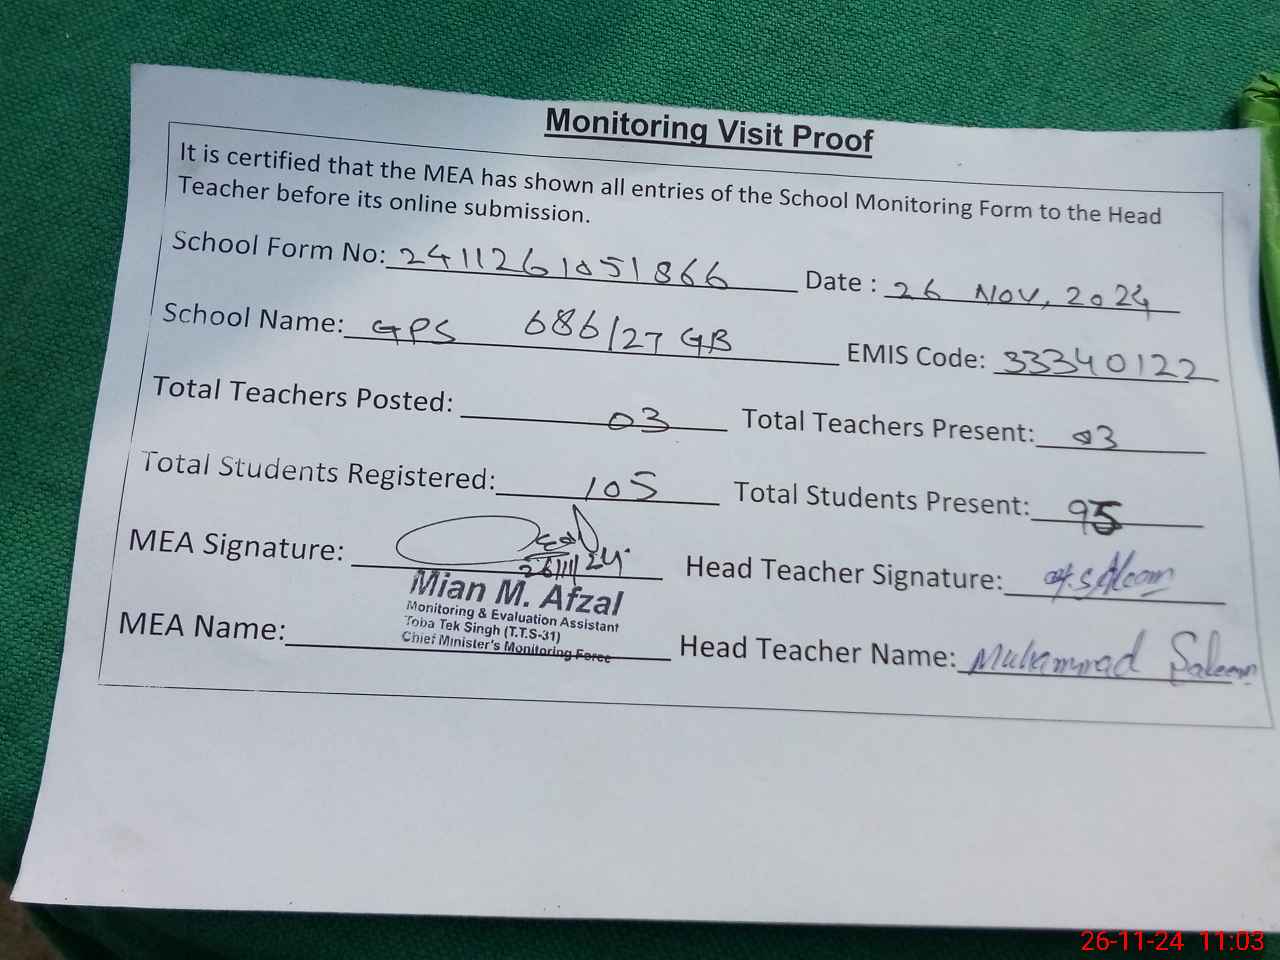 Monitoring Visit Proof
It is certified that the MEA has shown all entries of the School Monitoring Form to the Head
Teacher before its online submission.
School Form No: 2411261051866 Date : 26 Nov, 2024
School Name: GPS 686/27 GB EMIS Code: 33340122
Total Teachers Posted: 03 Total Teachers Present: 03
Total Students Registered: 105 Total Students Present: 95
MEA Signature: 26/11/24 Head Teacher Signature: M.Saleem
Mian M. Afzal
Monitoring & Evaluation Assistant
Toba Tek Singh (T.T.S-31)
Chief Minister's Monitoring Force
MEA Name: Head Teacher Name: Muhammad Saleem
26-11-24 11:03